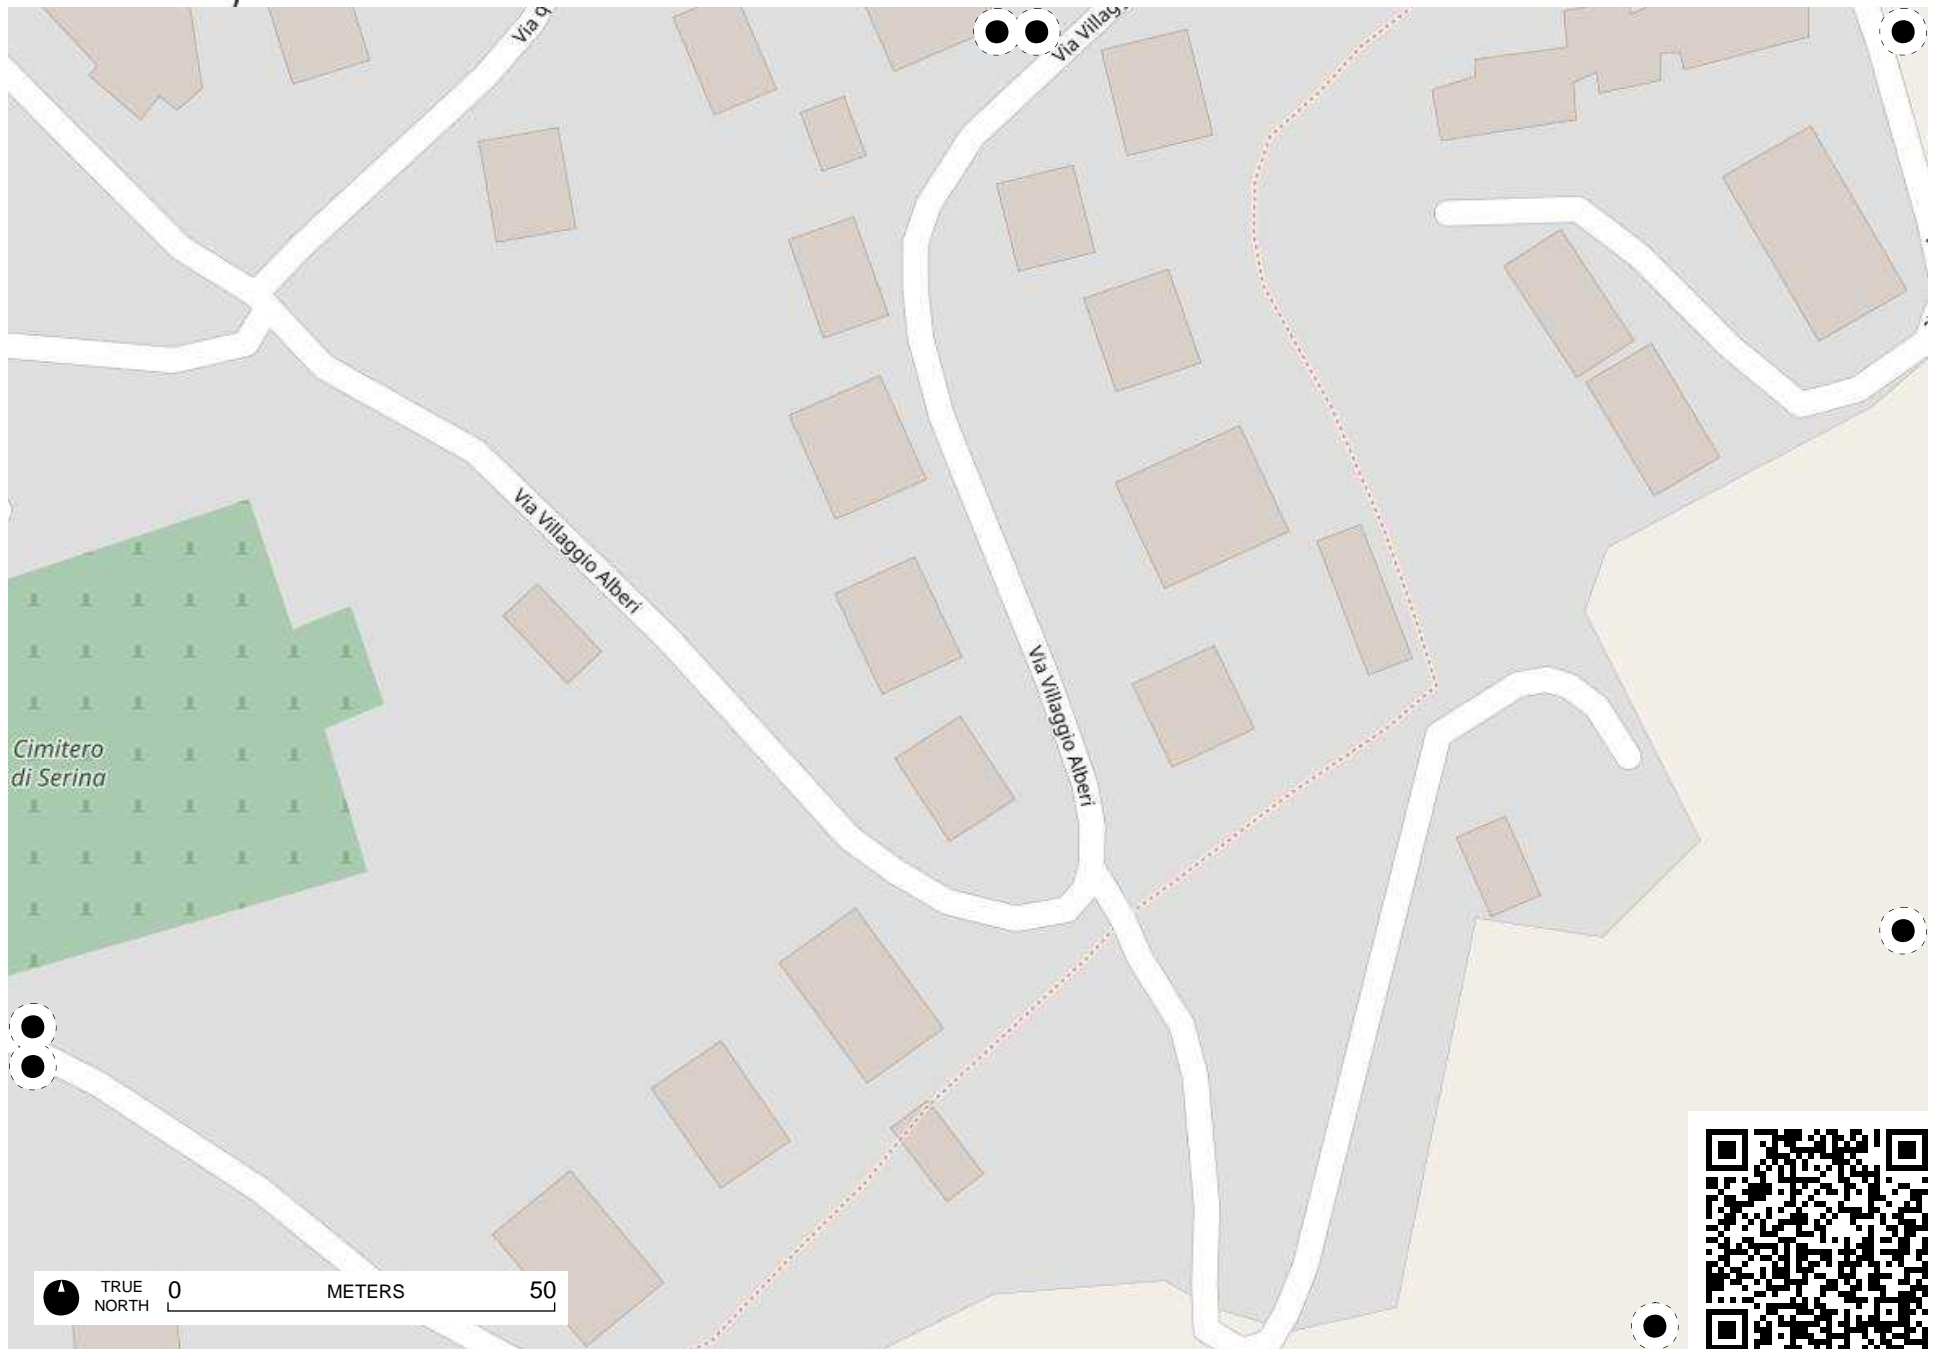 Via Villaggio Alberi
Via Villaggio Alberi
Cimitero
di Serina
TRUE
NORTH
0
METERS
50